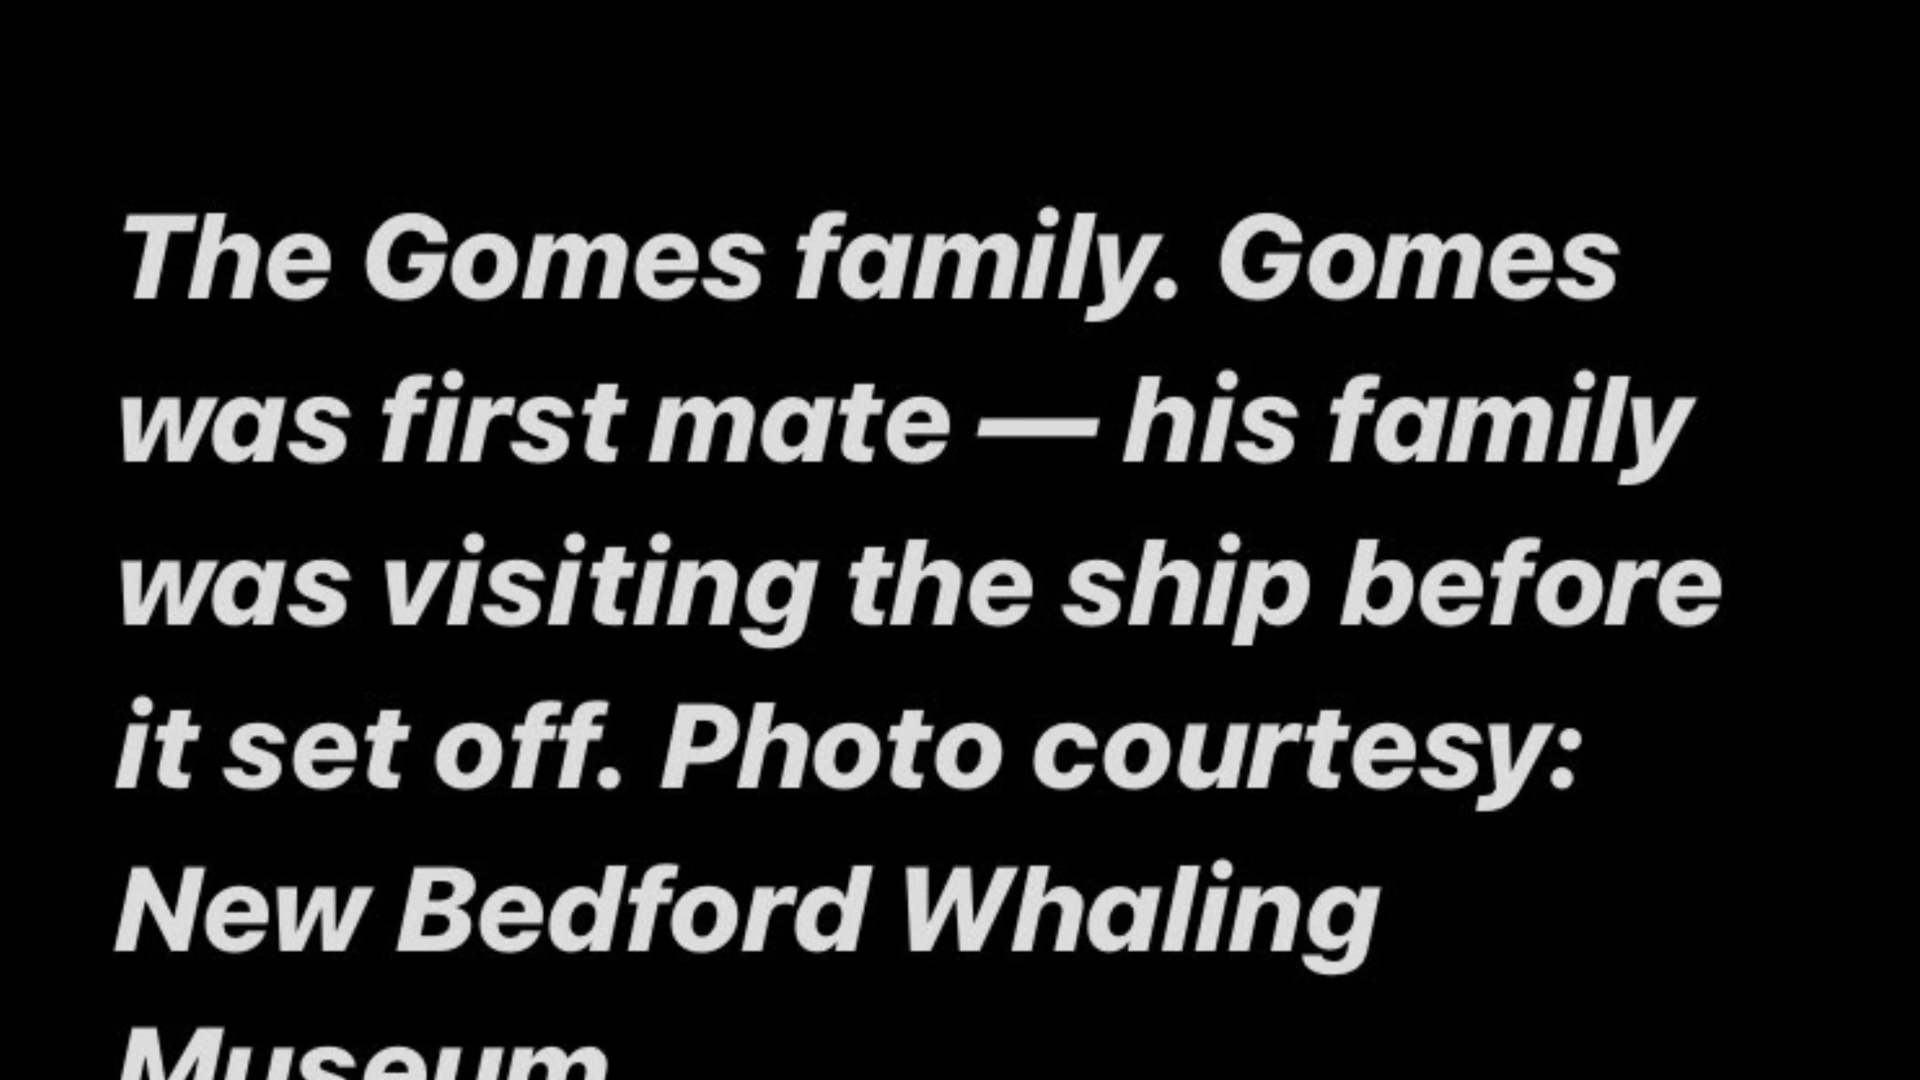 The Gomes family. Gomes
was first mate — his family
was visiting the ship before
it set off. Photo courtesy:
New Bedford Whaling
Museum